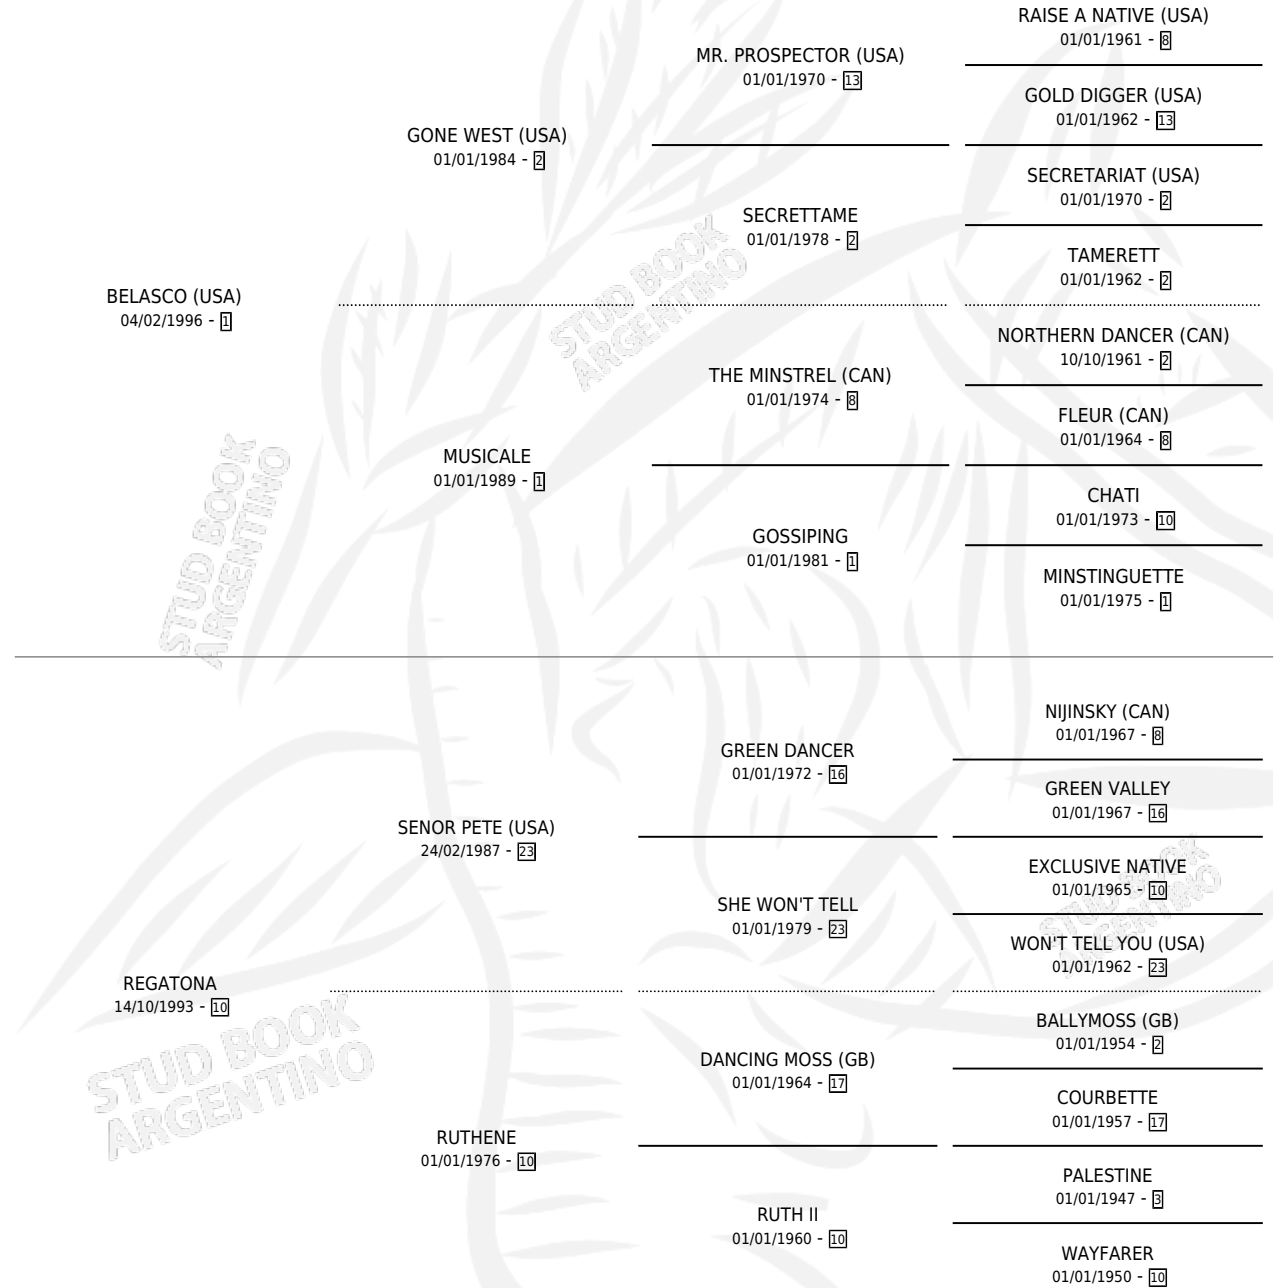 RAISE A NATIVE (USA)
01/01/1961 - 8
MR. PROSPECTOR (USA)
01/01/1970 - 13
GOLD DIGGER (USA)
01/01/1962 - 13
GONE WEST (USA)
01/01/1984 - 2
SECRETARIAT (USA)
01/01/1970 - 2
SECRETTAME
01/01/1978 - 2
TAMERETT
01/01/1962 - 2
BELASCO (USA)
04/02/1996 - 1
STUD BOOK
ARGENTINO
NORTHERN DANCER (CAN)
10/10/1961 - 2
THE MINSTREL (CAN)
01/01/1974 - 8
FLEUR (CAN)
01/01/1964 - 8
MUSICALE
01/01/1989 - 1
CHATI
01/01/1973 - 10
GOSSIPING
01/01/1981 - 1
MINSTINGUETTE
01/01/1975 - 1
STUD BOOK
ARGENTINO
NIJINSKY (CAN)
01/01/1967 - 8
GREEN DANCER
01/01/1972 - 16
GREEN VALLEY
01/01/1967 - 16
SENOR PETE (USA)
24/02/1987 - 23
EXCLUSIVE NATIVE
01/01/1965 - 10
SHE WON'T TELL
01/01/1979 - 23
WON'T TELL YOU (USA)
01/01/1962 - 23
STUD BOOK
ARGENTINO
REGATONA
14/10/1993 - 10
BALLYMOSS (GB)
01/01/1954 - 2
DANCING MOSS (GB)
01/01/1964 - 17
COURBETTE
01/01/1957 - 17
STUD BOOK
ARGENTINO
RUTHENE
01/01/1976 - 10
PALESTINE
01/01/1947 - 3
RUTH II
01/01/1960 - 10
WAYFARER
01/01/1950 - 10